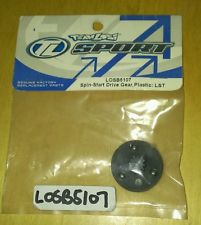 TEAM LOSI
SPORT
GENUINE FACTORY
REPLACEMENT PARTS
LOSB5107
Spin-Start Drive Gear, Plastic: LST
LOSB5107